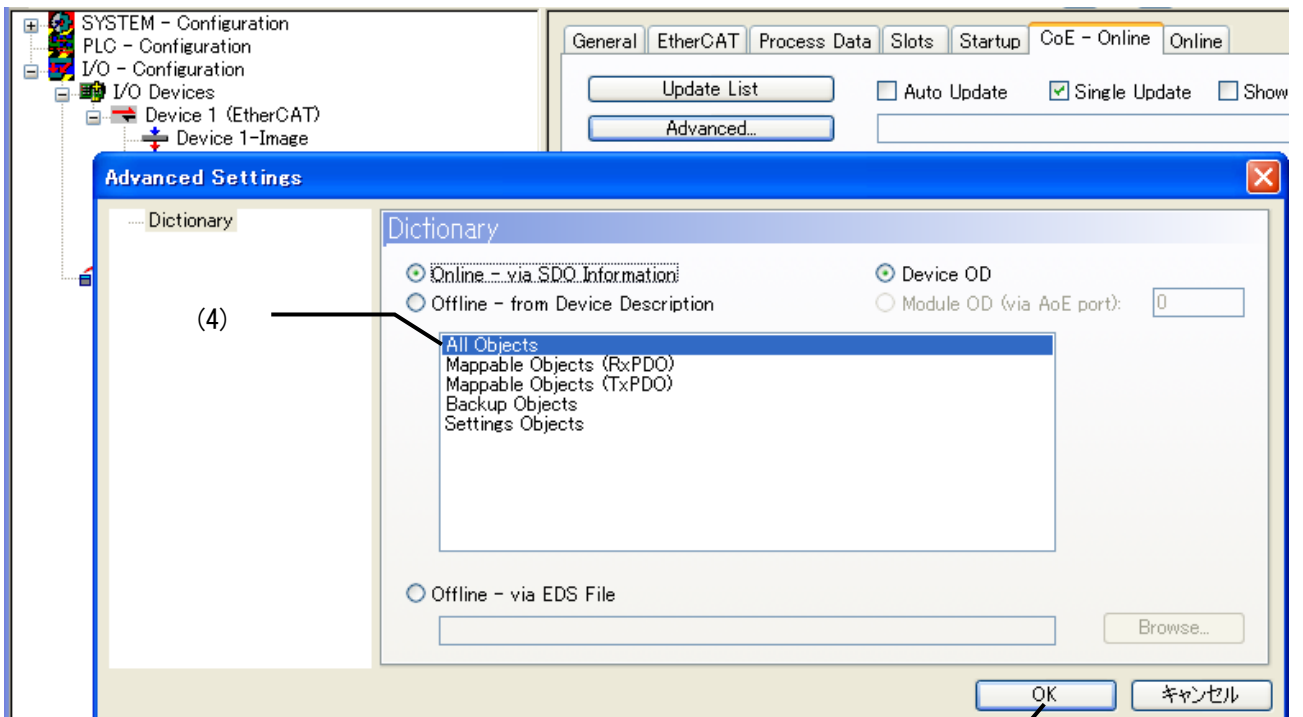 SYSTEM - Configuration
PLC - Configuration
I/O - Configuration
I/O Devices
Device 1 (EtherCAT)
Device 1-Image
General EtherCAT Process Data Slots Startup CoE - Online Online
Update List Auto Update Single Update Show
Advanced...
Advanced Settings
Dictionary
Dictionary
Online - via SDO Information Device OD
Offline - from Device Description Module OD (via AoE port): 0
(4)
All Objects
Mappable Objects (RxPDO)
Mappable Objects (TxPDO)
Backup Objects
Settings Objects
Offline - via EDS File
Browse...
OK キャンセル